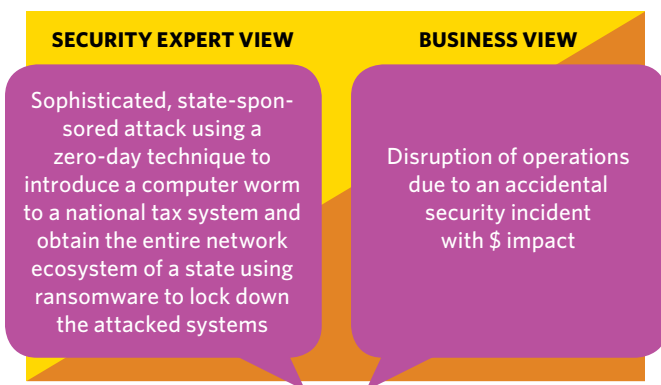 SECURITY EXPERT VIEW
Sophisticated, state-spon-
sored attack using a
zero-day technique to
introduce a computer worm
to a national tax system and
obtain the entire network
ecosystem of a state using
ransomware to lock down
the attacked systems
BUSINESS VIEW
Disruption of operations
due to an accidental
security incident
with $ impact